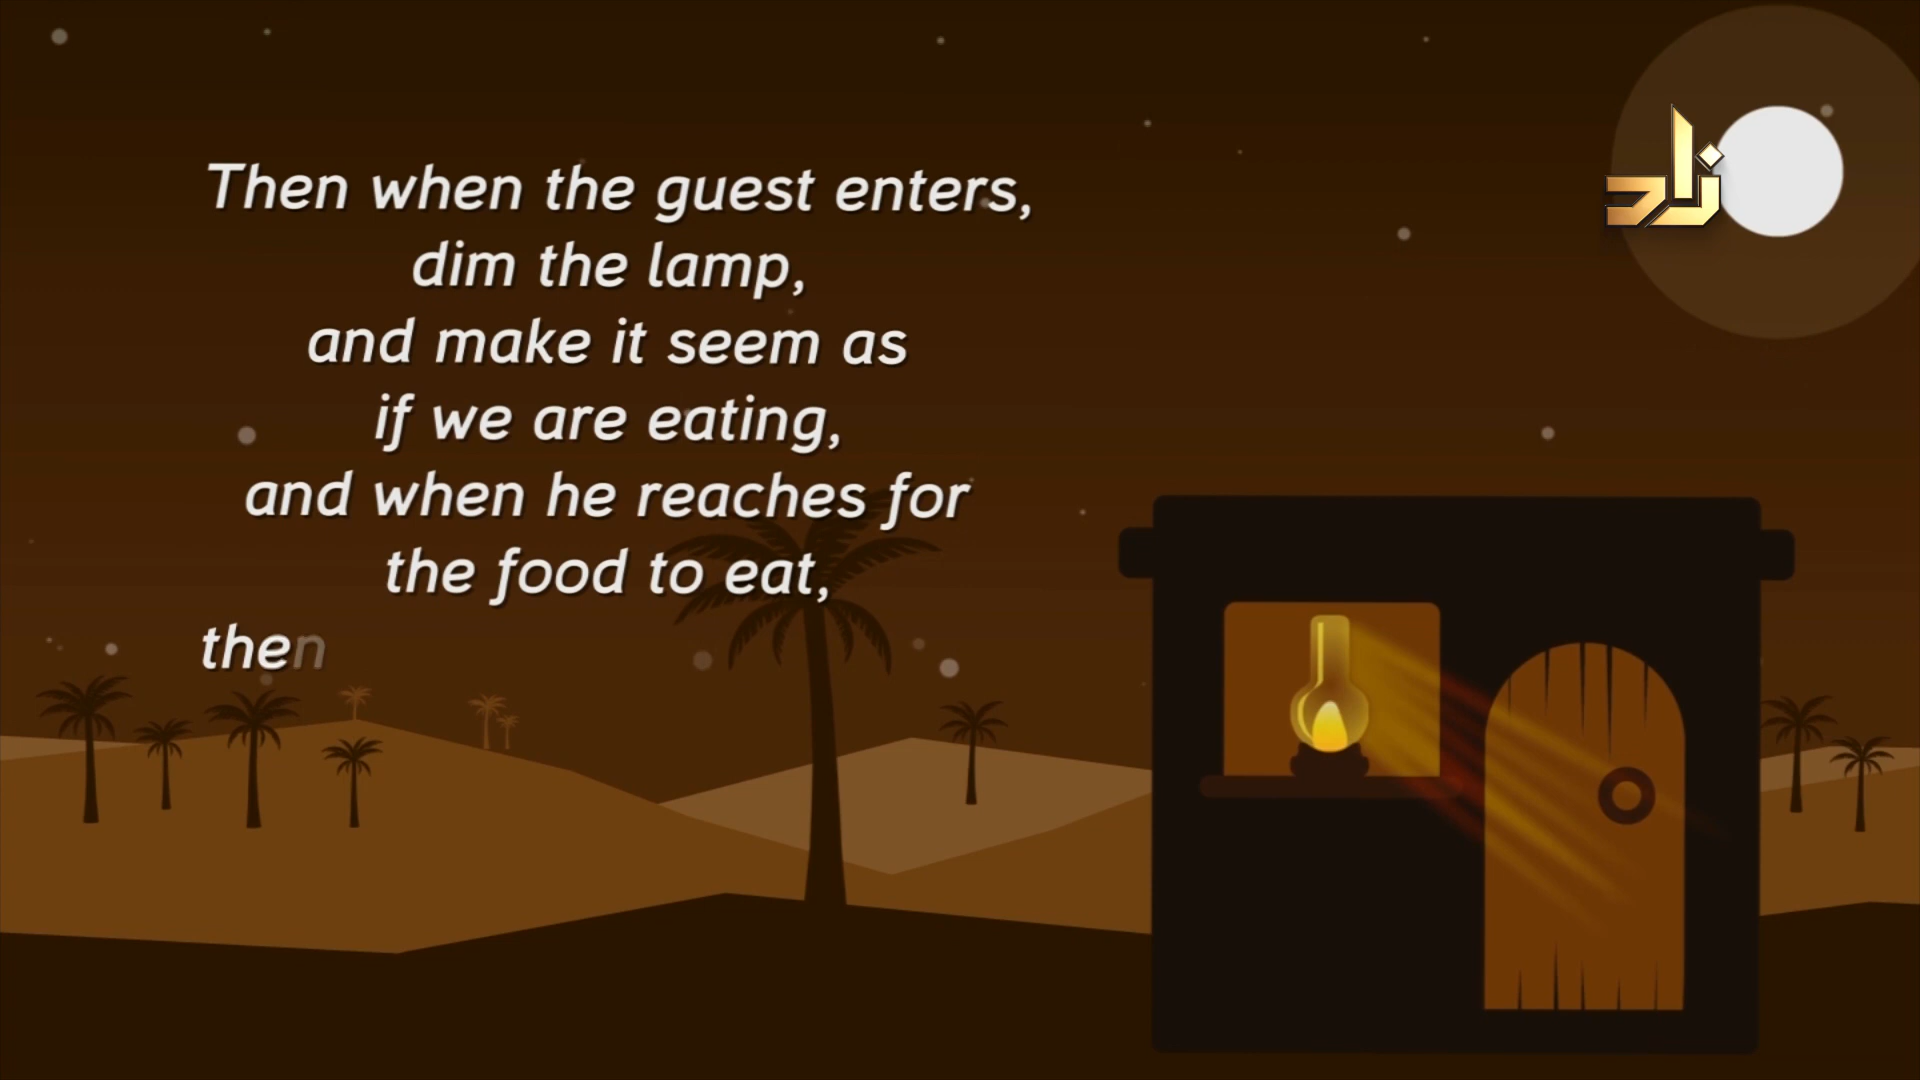 Then when the guest enters,
dim the lamp,
and make it seem as
if we are eating,
and when he reaches for
the food to eat,
then
زاد